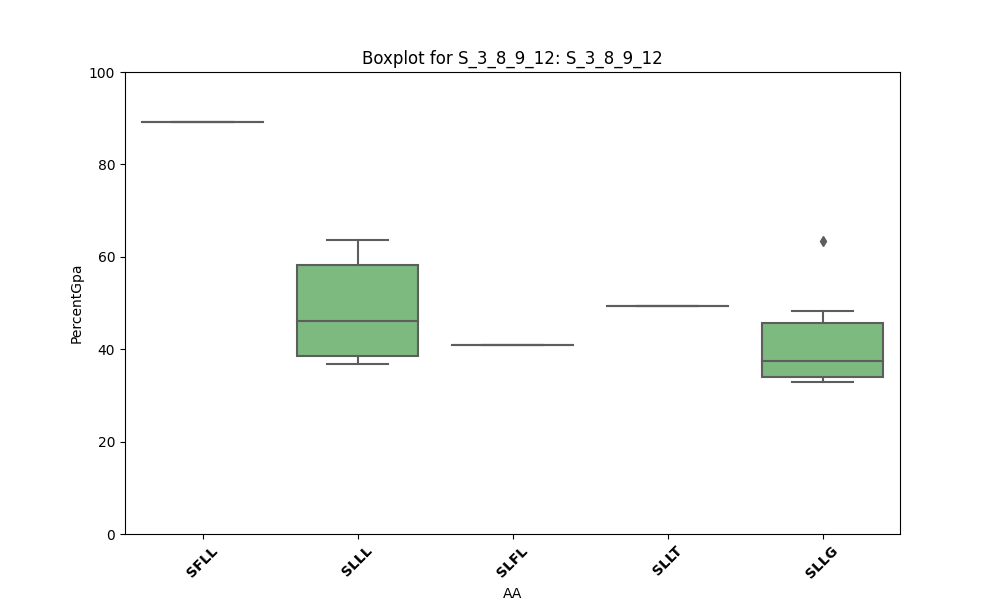 Boxplot for S_3_8_9_12: S_3_8_9_12
100
80
60
40
20
0
PercentGpa
SFLL
SLLL
SLFL
SLLT
SLLG
AA